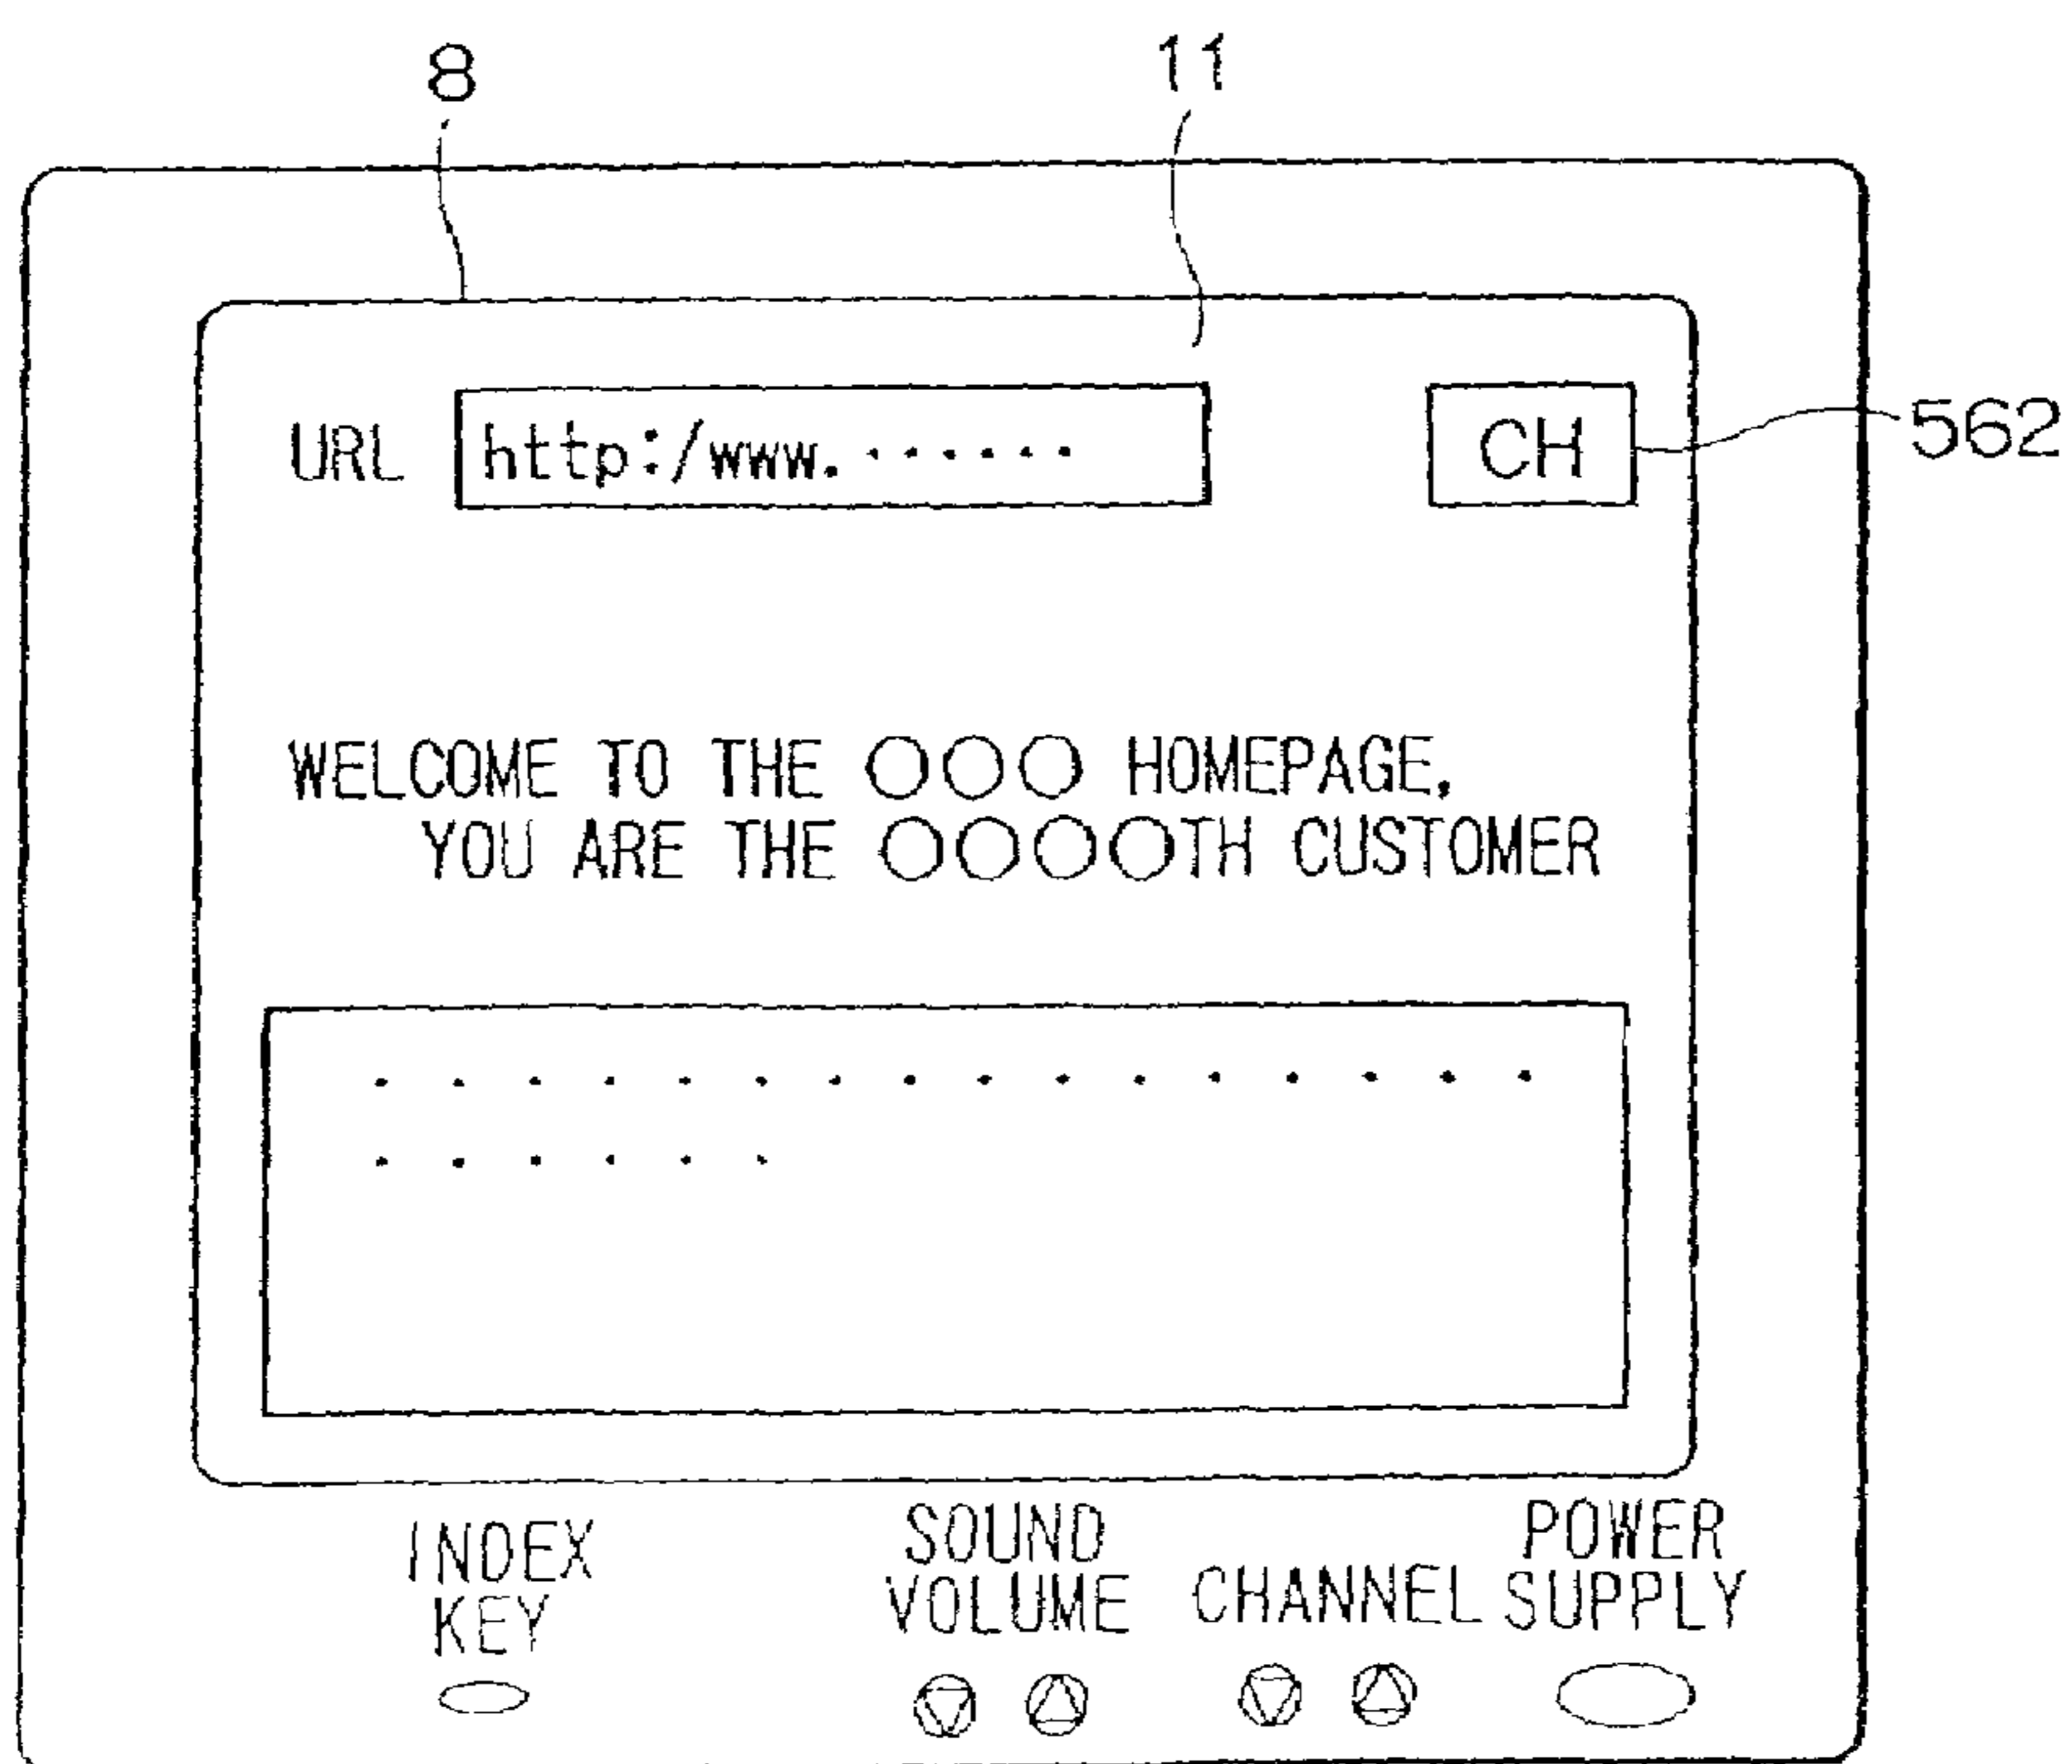 8 11
URL http:/www. ······ CH 562
WELCOME TO THE ○○○ HOMEPAGE,
YOU ARE THE ○○○○TH CUSTOMER
· · · · · · · · · · · · · · · ·
· · · · · ·
INDEX
KEY
SOUND
VOLUME
CHANNEL
POWER
SUPPLY